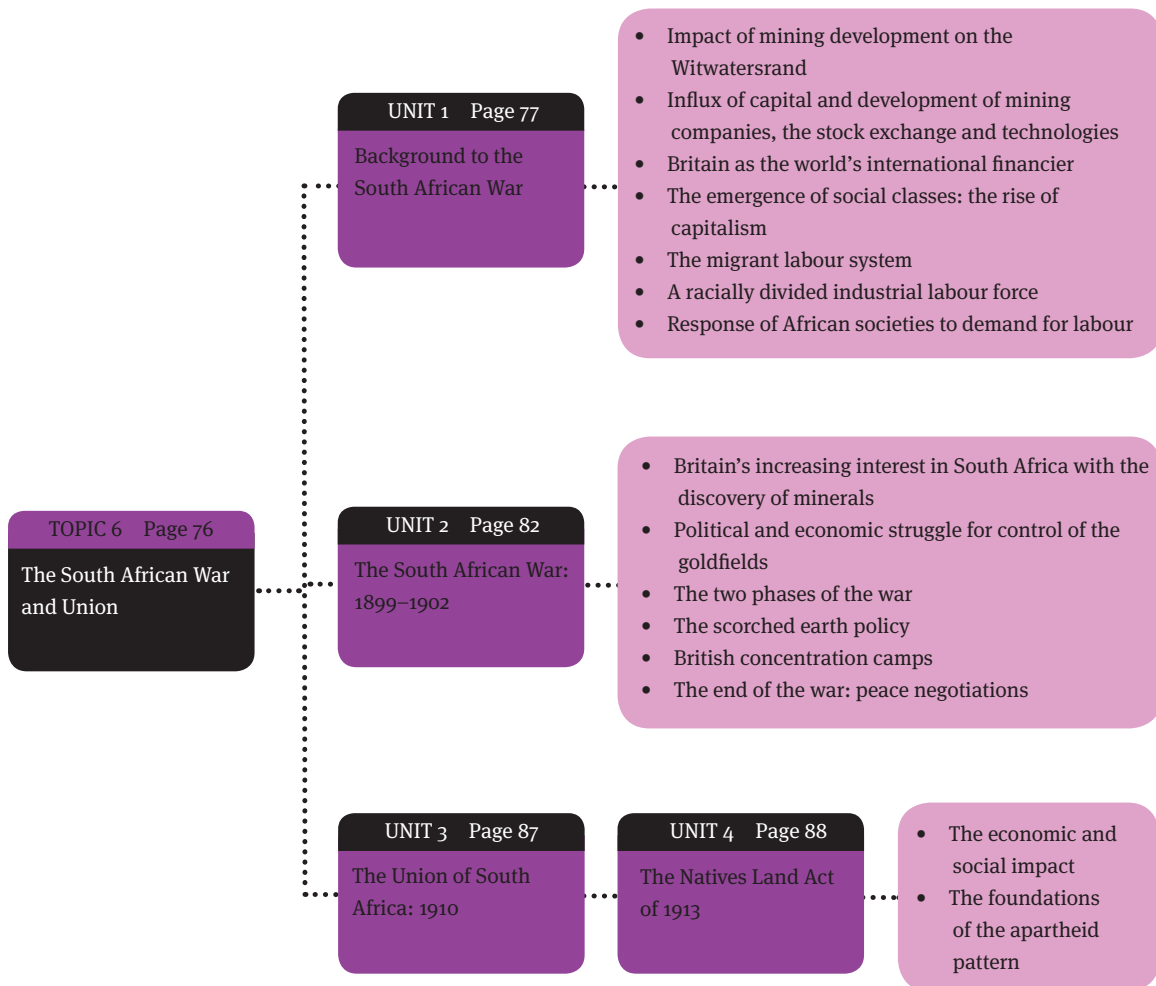 TOPIC 6 Page 76
The South African War
and Union
UNIT 1 Page 77
Background to the
South African War
• Impact of mining development on the
Witwatersrand
• Influx of capital and development of mining
companies, the stock exchange and technologies
• Britain’s the world’s international financier
• The emergence of social classes: the rise of
capitalism
• The migrant labour system
• A racially divided industrial labour force
• Response of African societies to demand for labour
UNIT 2 Page 82
The South African War:
1899–1902
• Britain’s increasing interest in South Africa with the
discovery of minerals
• Political and economic struggle for control of the
goldfields
• The two phases of the war
• The scorched earth policy
• British concentration camps
• The end of the war: peace negotiations
UNIT 3 Page 87
The Union of South
Africa: 1910
UNIT 4 Page 88
The Natives Land Act
of 1913
• The economic and
social impact
• The foundations
of the apartheid
pattern